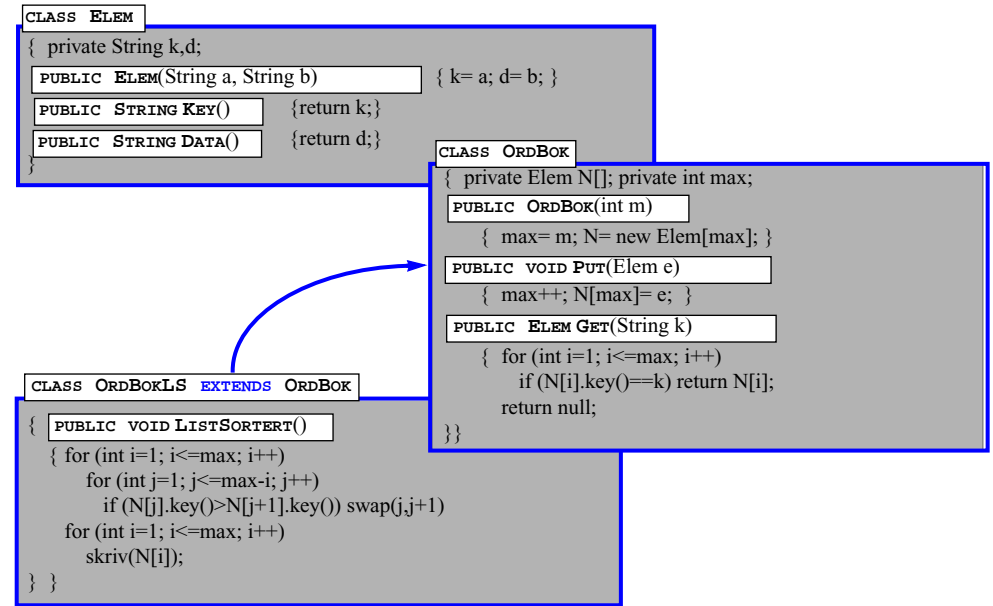 CLASS ELEM
{ private String k,d;
PUBLIC ELEM(String a, String b) { k= a; d= b; }
PUBLIC STRING KEY() {return k;}
PUBLIC STRING DATA() {return d;}
}
CLASS ORDBOK
{ private Elem N[]; private int max;
PUBLIC ORDBOK(int m)
{ max= m; N= new Elem[max]; }
PUBLIC VOID PUT(Elem e)
{ max++; N[max]= e; }
PUBLIC ELEM GET(String k)
{ for (int i=1; i<=max; i++)
if (N[i].key()==k) return N[i];
return null;
}}
CLASS ORDBOKLS EXTENDS ORDBOK
{ PUBLIC VOID LISTSORTERT()
{ for (int i=1; i<=max; i++)
for (int j=1; j<=max-i; j++)
if (N[j].key()>N[j+1].key()) swap(j,j+1)
for (int i=1; i<=max; i++)
skriv(N[i]);
} }